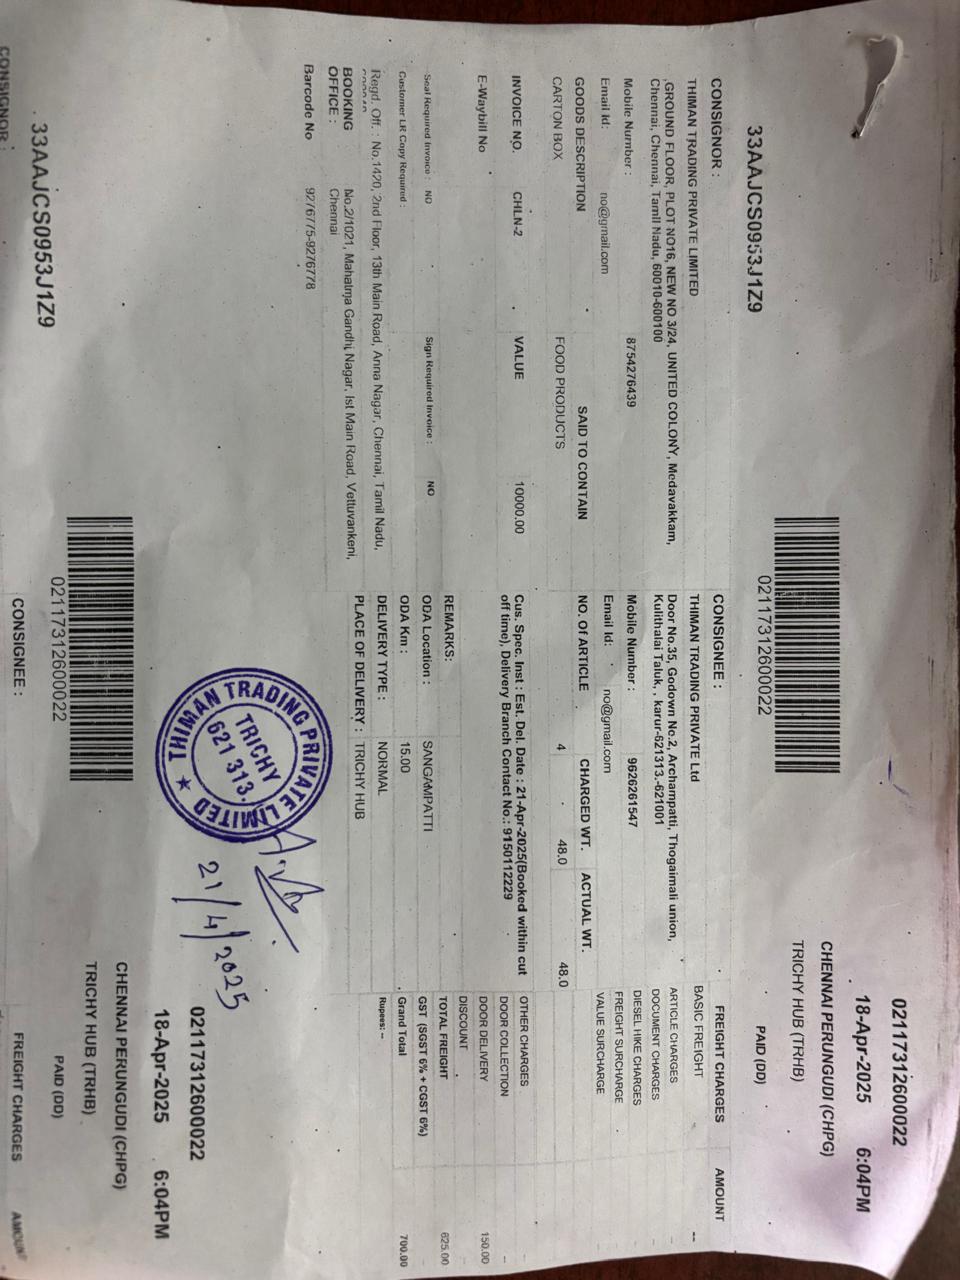 02117312600022
18-Apr-2025 6:04PM
CHENNAI PERUNGUDI (CHPG)
TRICHY HUB (TRHB)
PAID (DD)
02117312600022
33AAJCS0953J1Z9
CONSIGNOR :
THIMAN TRADING PRIVATE LIMITED
,GROUND FLOOR, PLOT NO16, NEW NO 3/24, UNITED COLONY, Medavakkam,
Chennai, Chennai, Tamil Nadu, 60010-600100
Mobile Number : 8754276439
Email Id: no@gmail.com
CONSIGNEE :
THIMAN TRADING PRIVATE Ltd
Door No.35, Godown No.2, Archampatti, Thogaimali union,
Kulithalai Taluk, , karur-621313.-621001
Mobile Number : 9626261547
Email Id: no@gmail.com
FREIGHT CHARGES AMOUNT
BASIC FREIGHT --
ARTICLE CHARGES
DOCUMENT CHARGES
DIESEL HIKE CHARGES
FREIGHT SURCHARGE
VALUE SURCHARGE
GOODS DESCRIPTION SAID TO CONTAIN NO. Of ARTICLE CHARGED WT. ACTUAL WT.
CARTON BOX FOOD PRODUCTS 4 48.0 48.0
INVOICE NO. CHLN-2 VALUE 10000.00
E-Waybill No
Cus. Spec. Inst : Est. Del. Date : 21-Apr-2025(Booked within cut
off time), Delivery Branch Contact No.: 9150112229
OTHER CHARGES
DOOR COLLECTION --
DOOR DELIVERY 150.00
DISCOUNT
TOTAL FREIGHT 625.00
GST (SGST 6% + CGST 6%)
Grand Total 700.00
Rupees: --
Seal Required Invoice : NO Sign Required Invoice : NO
Customer LR Copy Required :
REMARKS:
ODA Location : SANGAMPATTI
ODA Km : 15.00
DELIVERY TYPE : NORMAL
PLACE OF DELIVERY : TRICHY HUB
Regd. Off. : No.1420, 2nd Floor, 13th Main Road, Anna Nagar, Chennai, Tamil Nadu,
BOOKING OFFICE : No.2/1021, Mahatma Gandhi Nagar, Ist Main Road, Vettuvankeni,
Chennai
Barcode No 9276775-9276778
THIMAN TRADING PRIVATE LIMITED ★
TRICHY
621 313.
21/4/2025
02117312600022
18-Apr-2025 6:04PM
CHENNAI PERUNGUDI (CHPG)
TRICHY HUB (TRHB)
PAID (DD)
02117312600022
33AAJCS0953J1Z9
CONSIGNOR :
CONSIGNEE :
FREIGHT CHARGES AMOUNT